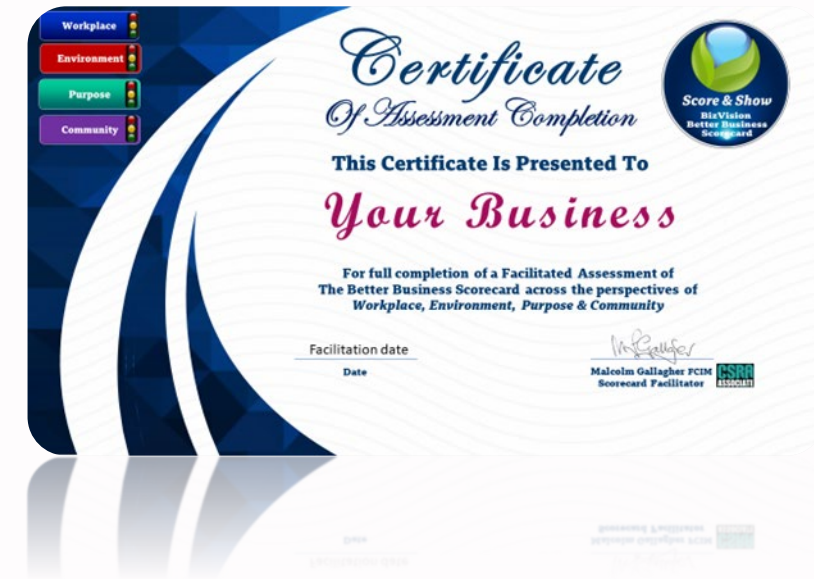 Workplace
Environment
Purpose
Community
Certificate
Of Assessment Completion
Score & Show
BizVision
Better Business
Scorecard
This Certificate Is Presented To
Your Business
For full completion of a Facilitated Assessment of
The Better Business Scorecard across the perspectives of
Workplace, Environment, Purpose & Community
Facilitation date
Date
M Gallagher
Malcolm Gallagher FCIM
Scorecard Facilitator
CSRA
ASSOCIATE